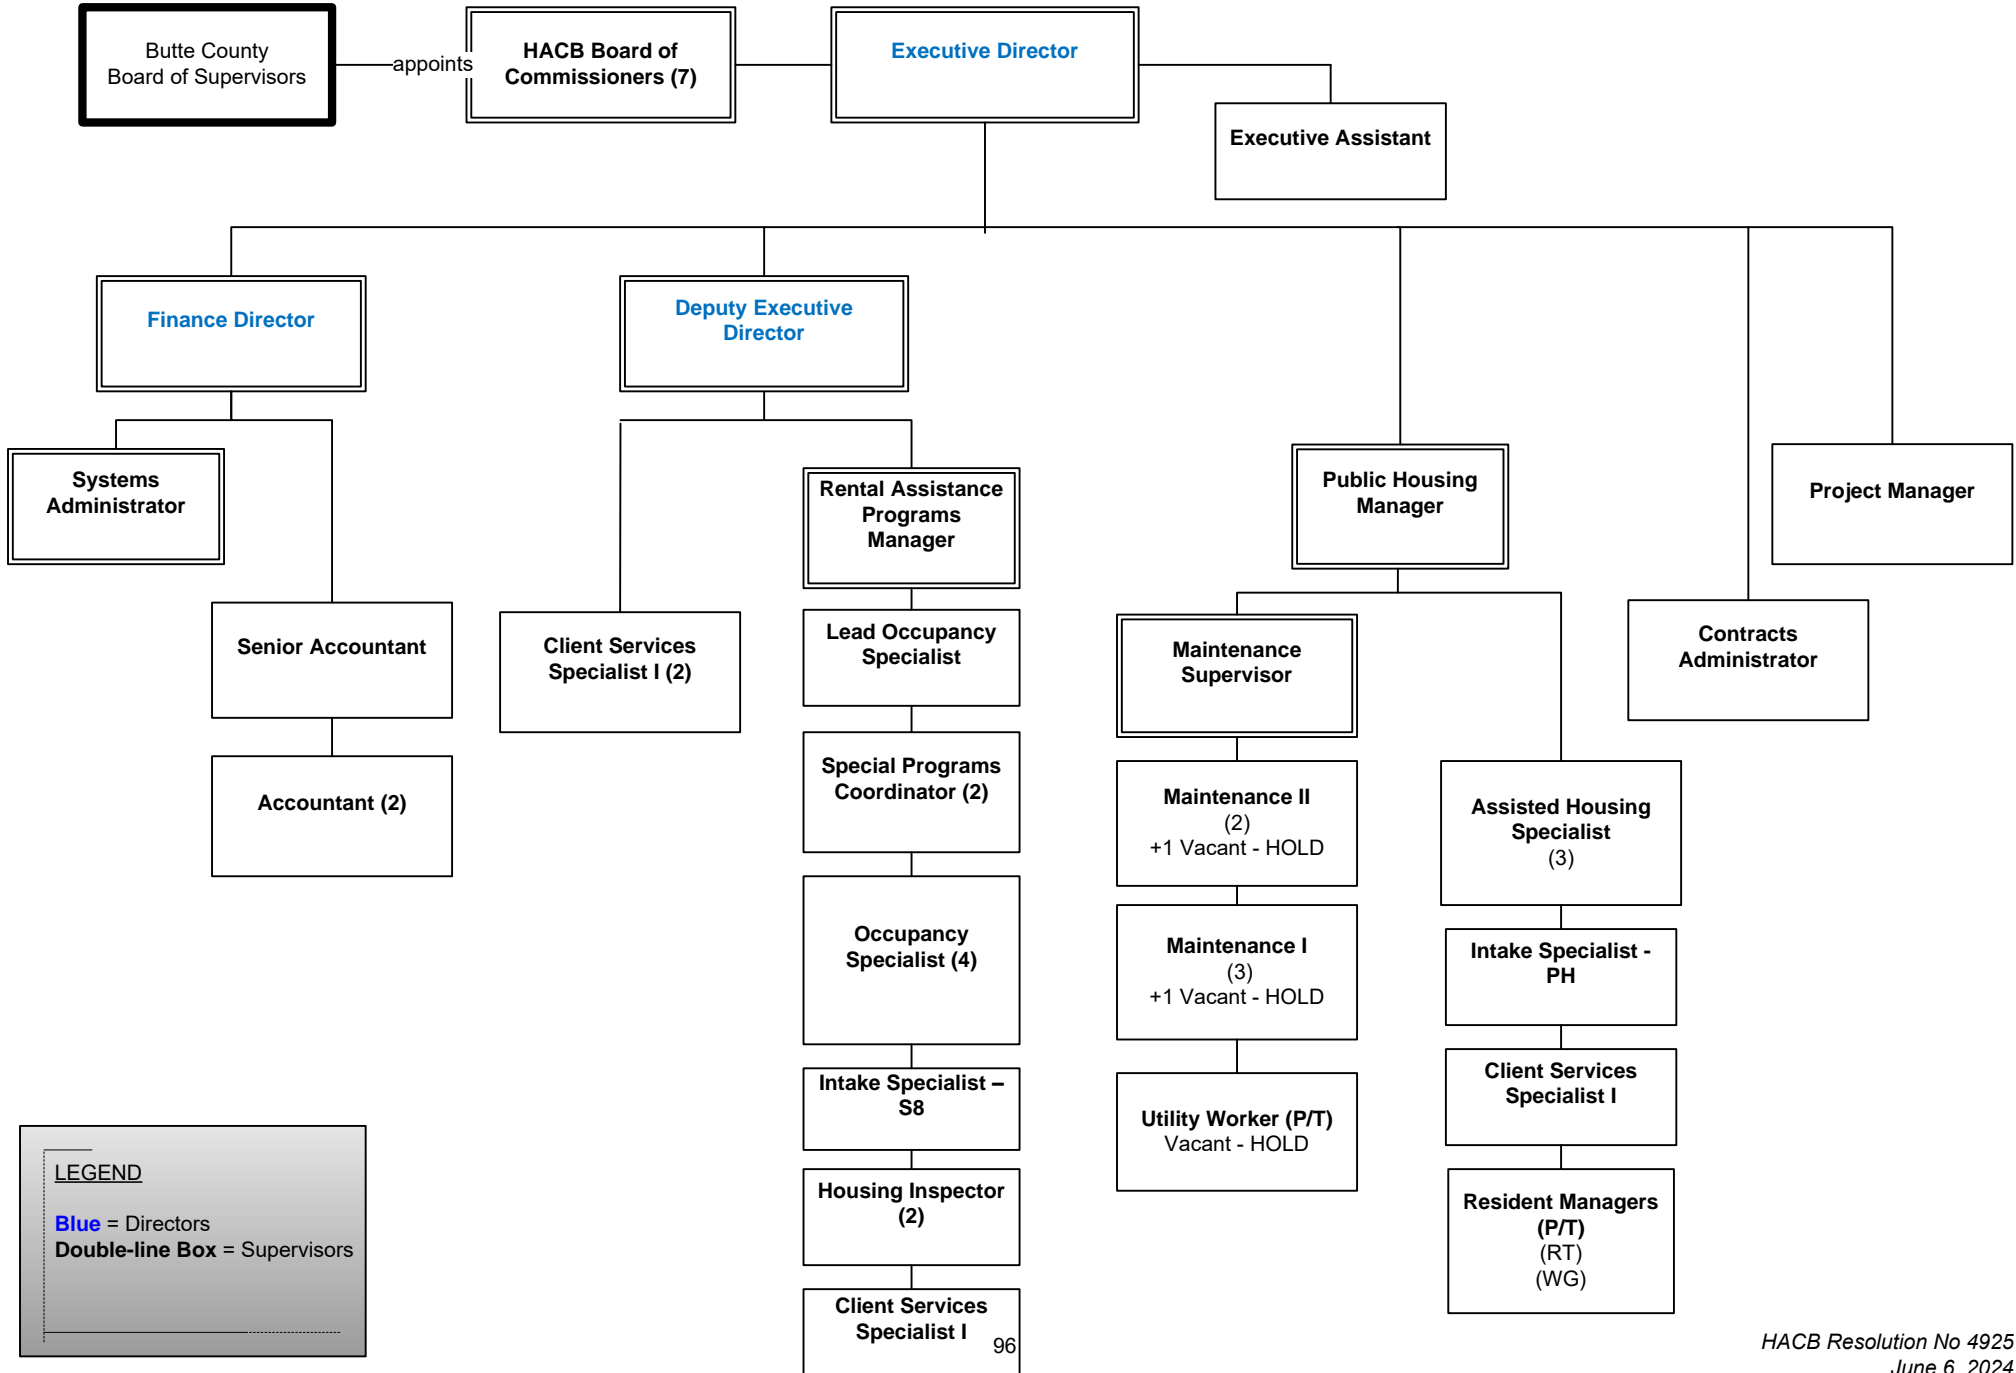 Butte County
Board of Supervisors
appoints
HACB Board of
Commissioners (7)
Executive Director
Executive Assistant
Finance Director
Deputy Executive
Director
Systems
Administrator
Rental Assistance
Programs
Manager
Public Housing
Manager
Project Manager
Senior Accountant
Client Services
Specialist I (2)
Lead Occupancy
Specialist
Maintenance
Supervisor
Contracts
Administrator
Accountant (2)
Special Programs
Coordinator (2)
Maintenance II
(2)
+1 Vacant - HOLD
Assisted Housing
Specialist
(3)
Occupancy
Specialist (4)
Maintenance I
(3)
+1 Vacant - HOLD
Intake Specialist -
PH
Intake Specialist –
S8
Utility Worker (P/T)
Vacant - HOLD
Client Services
Specialist I
Housing Inspector
(2)
Resident Managers
(P/T)
(RT)
(WG)
Client Services
Specialist I
LEGEND
Blue = Directors
Double-line Box = Supervisors
96
HACB Resolution No 4925
June 6, 2024